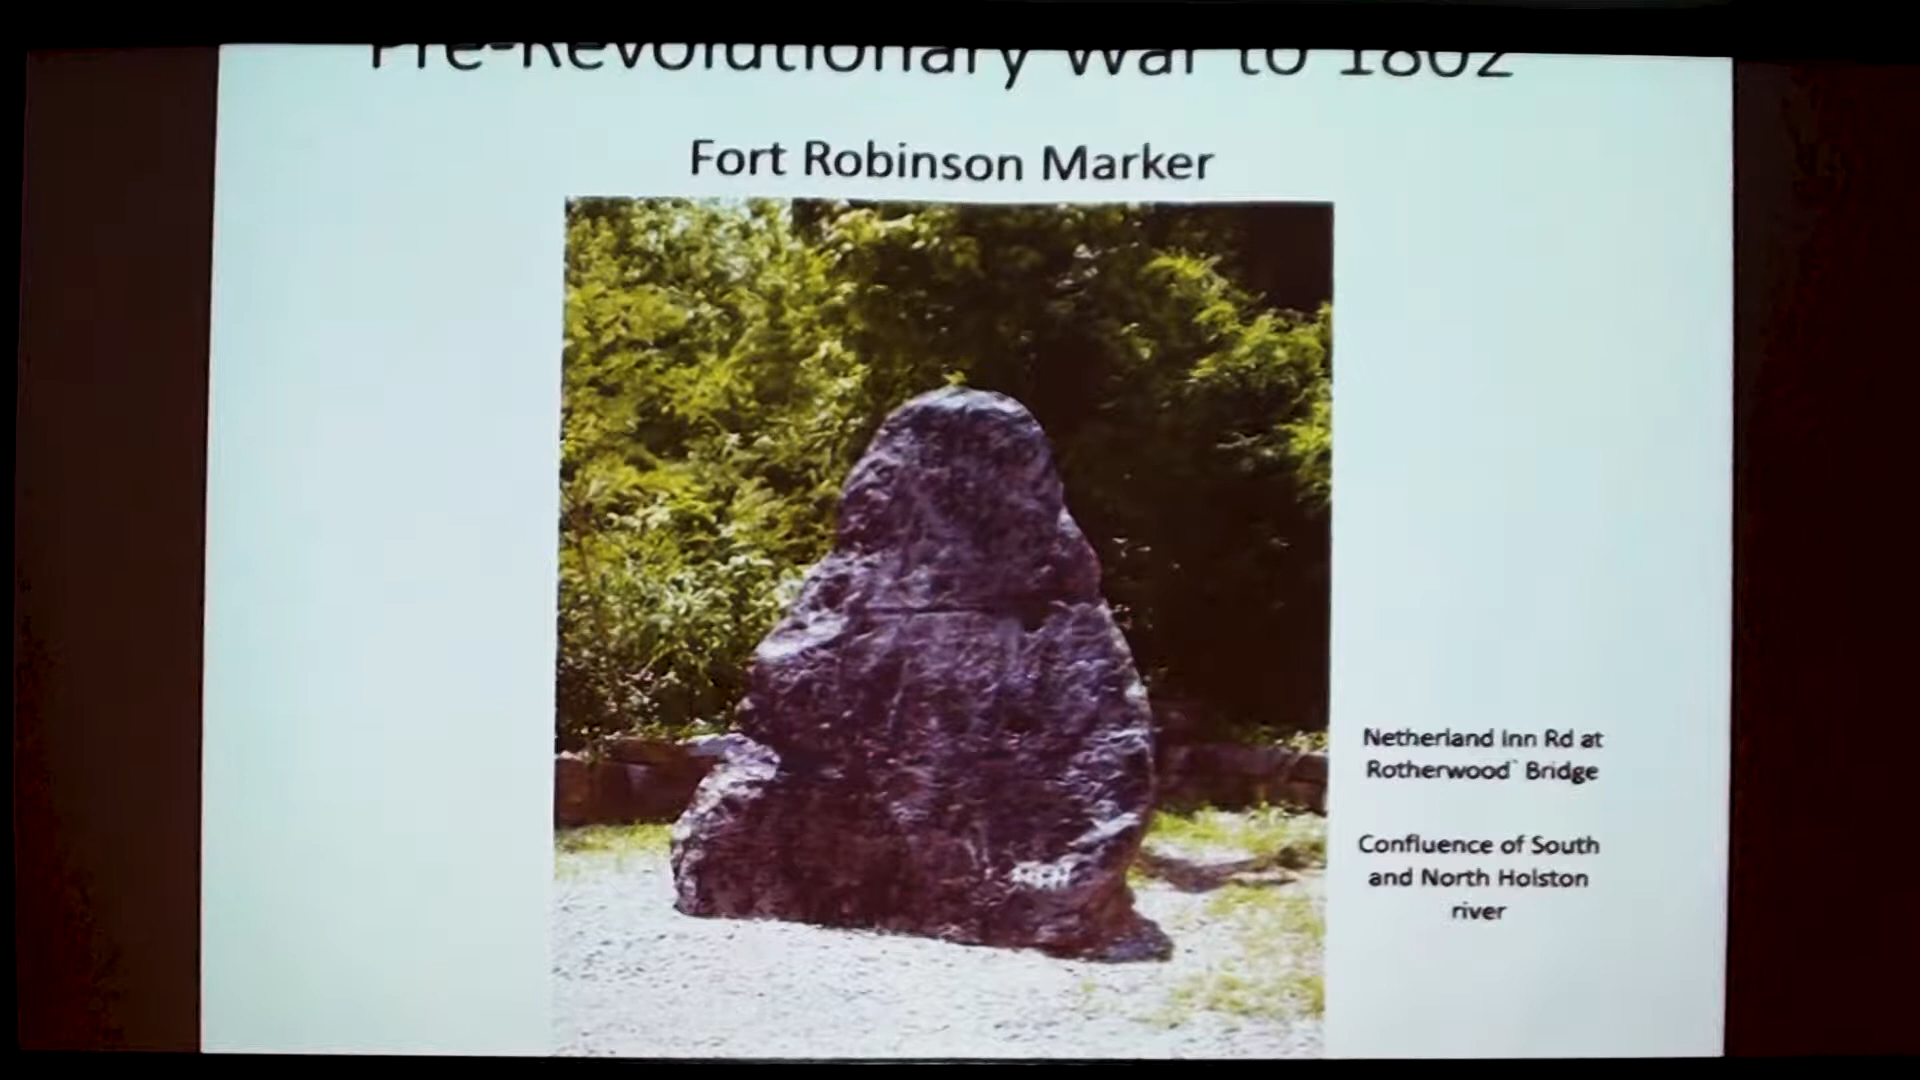 Pre-Revolutionary War to 1802
Fort Robinson Marker
Netherland Inn Rd at
Rotherwood` Bridge
Confluence of South
and North Holston
river